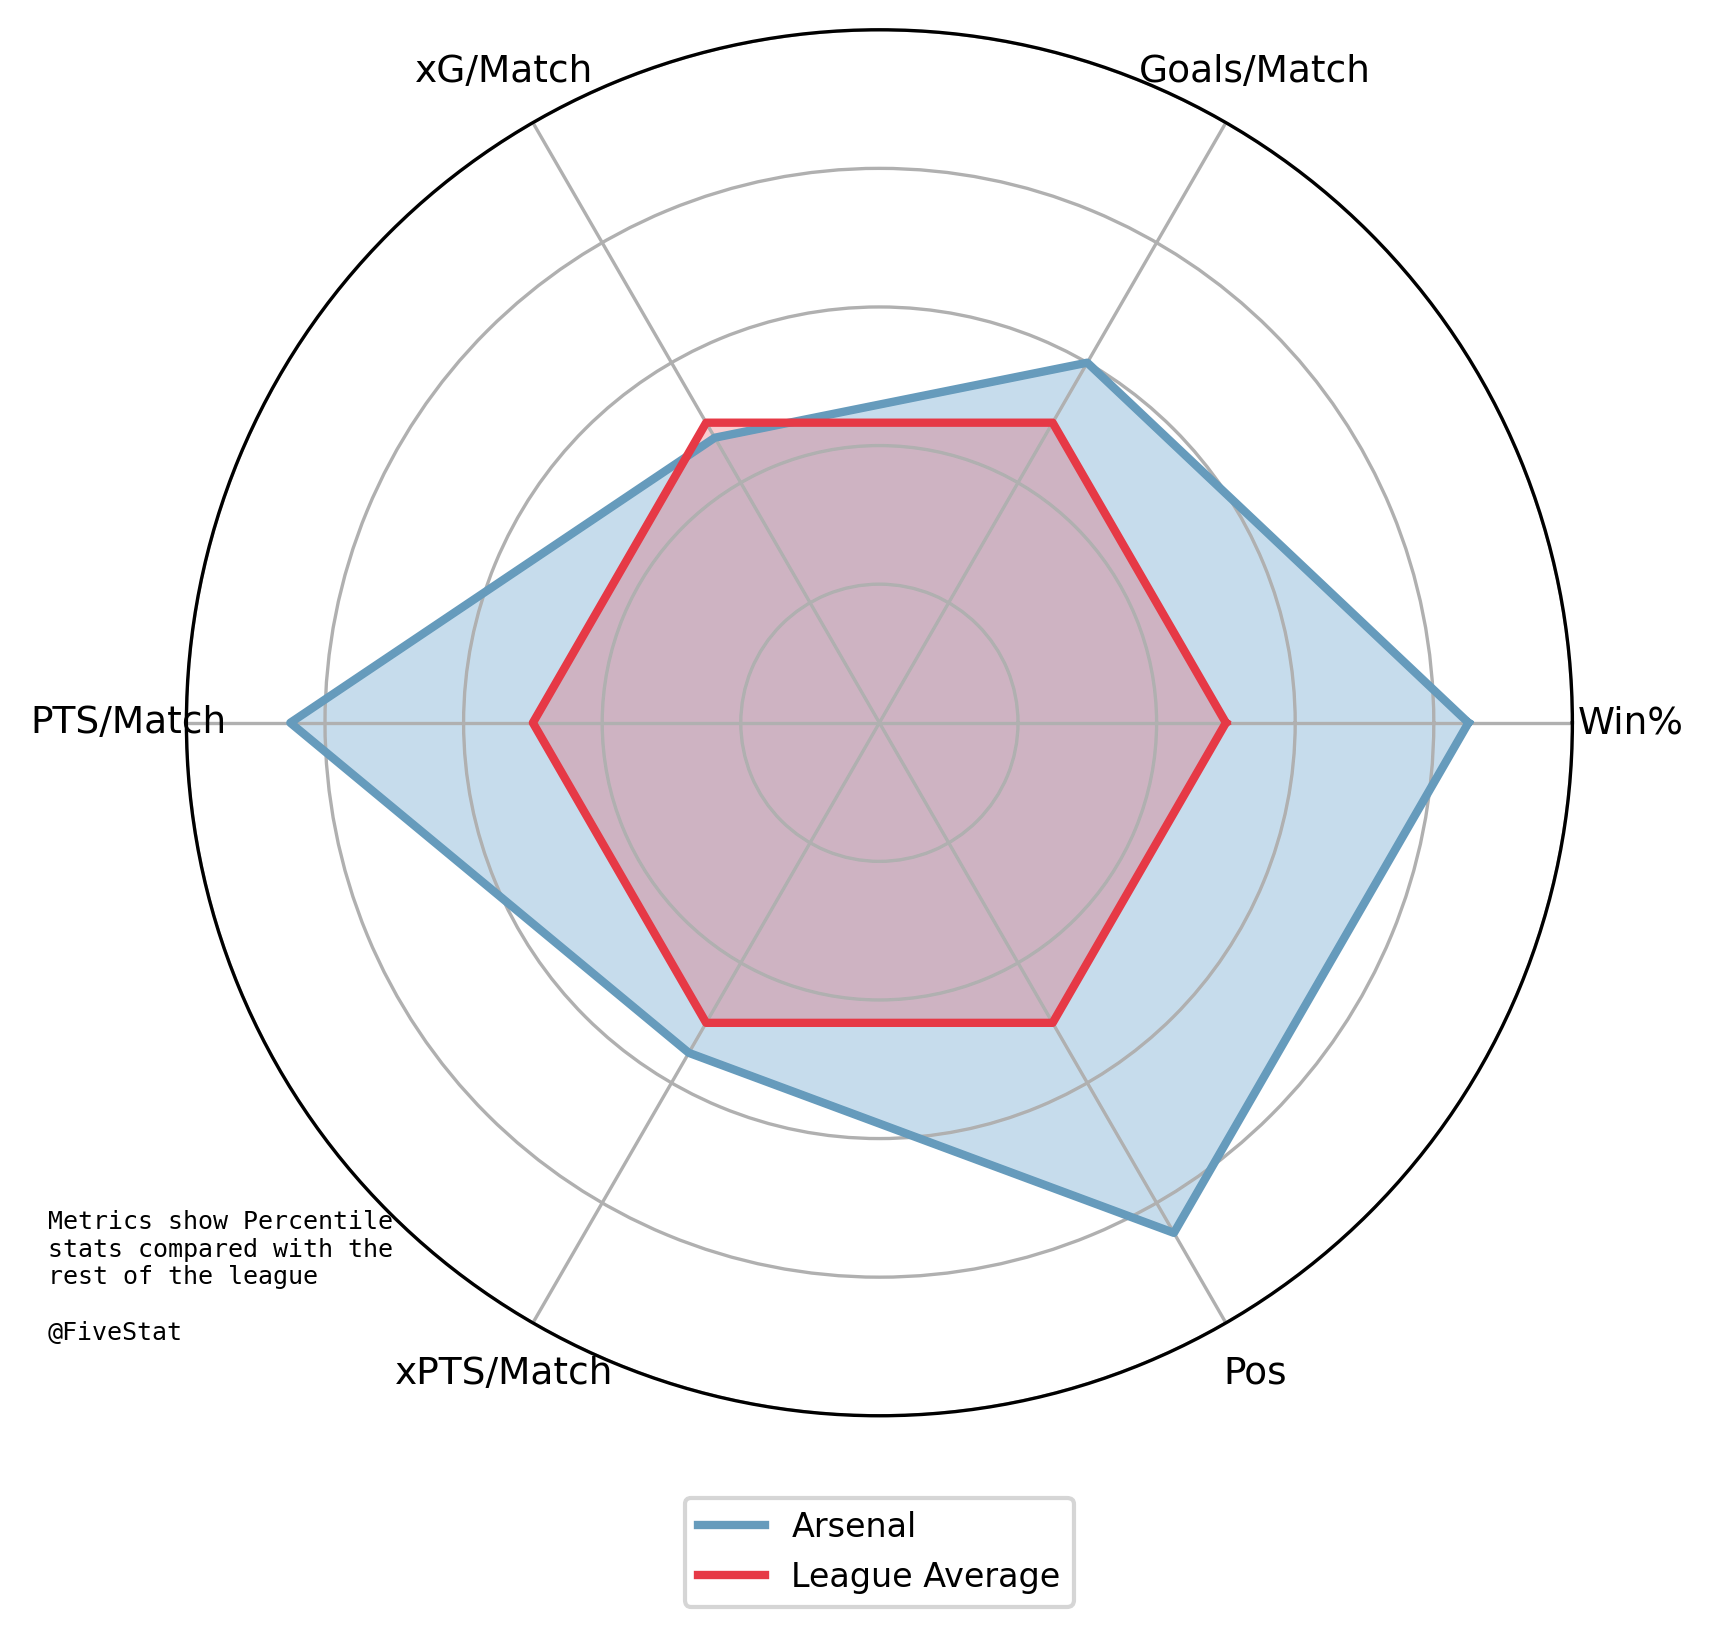 xG/Match
Goals/Match
PTS/Match
Win%
Metrics show Percentile
stats compared with the
rest of the league
@FiveStat
xPTS/Match
Pos
Arsenal
League Average